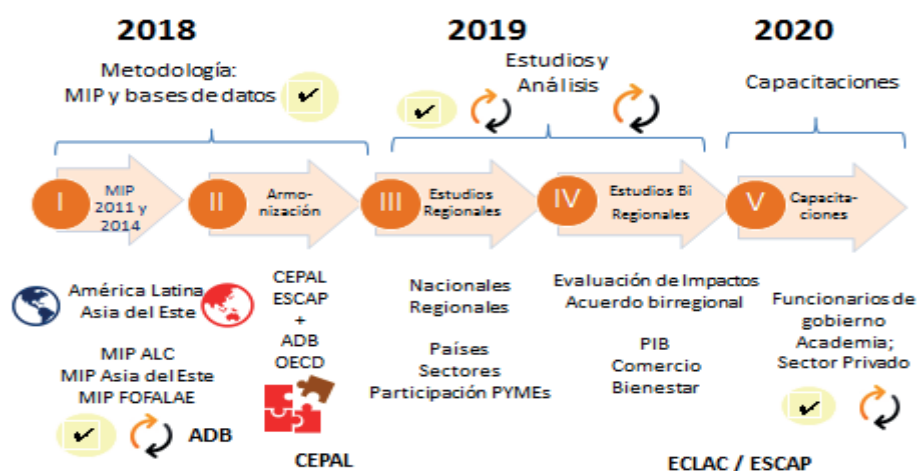 2018
2019
2020
Metodología:
MIP y bases de datos
Estudios y
Análisis
Capacitaciones
I
MIP
2011 y
2014
II
Armo-
nización
III
Estudios
Regionales
IV
Estudios Bi
Regionales
V
Capacita-
ciones
América Latina
Asia del Este
MIP ALC
MIP Asia del Este
MIP FOFALAE
ADB
CEPAL
ESCAP
+
ADB
OECD
CEPAL
Nacionales
Regionales
Países
Sectores
Participación PYMEs
Evaluación de Impactos
Acuerdo birregional
PIB
Comercio
Bienestar
Funcionarios de
gobierno
Academia;
Sector Privado
ECLAC / ESCAP